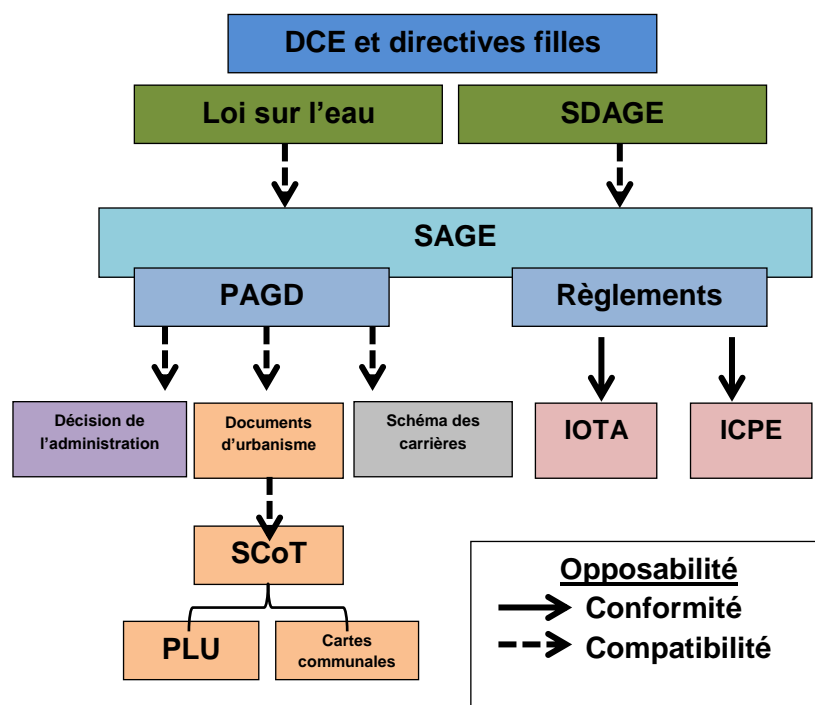 DCE et directives filles
Loi sur l'eau
SDAGE
SAGE
PAGD
Règlements
Décision de
l'administration
Documents
d'urbanisme
Schéma des
carrières
IOTA
ICPE
SCoT
PLU
Cartes
communales
Opposabilité
Conformité
Compatibilité